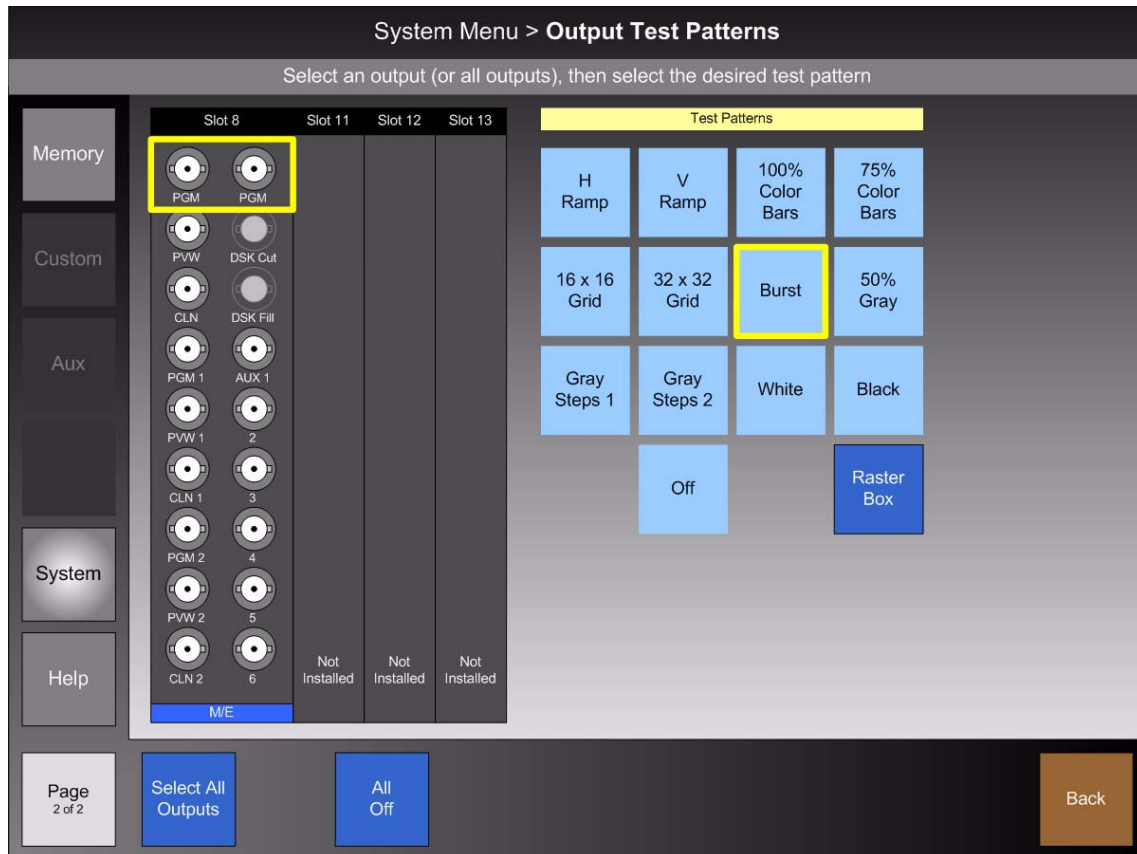 System Menu > Output Test Patterns
Select an output (or all outputs), then select the desired test pattern
Memory
Custom
Aux
System
Help
Slot 8
Slot 11
Slot 12
Slot 13
PGM
PGM
PVW
DSK Cut
CLN
DSK Fill
PGM 1
AUX 1
PVW 1
2
CLN 1
3
PGM 2
4
PVW 2
5
CLN 2
6
M/E
Not
Installed
Not
Installed
Not
Installed
Test Patterns
H
Ramp
V
Ramp
100%
Color
Bars
75%
Color
Bars
16 x 16
Grid
32 x 32
Grid
Burst
50%
Gray
Gray
Steps 1
Gray
Steps 2
White
Black
Off
Raster
Box
Page
2 of 2
Select All
Outputs
All
Off
Back